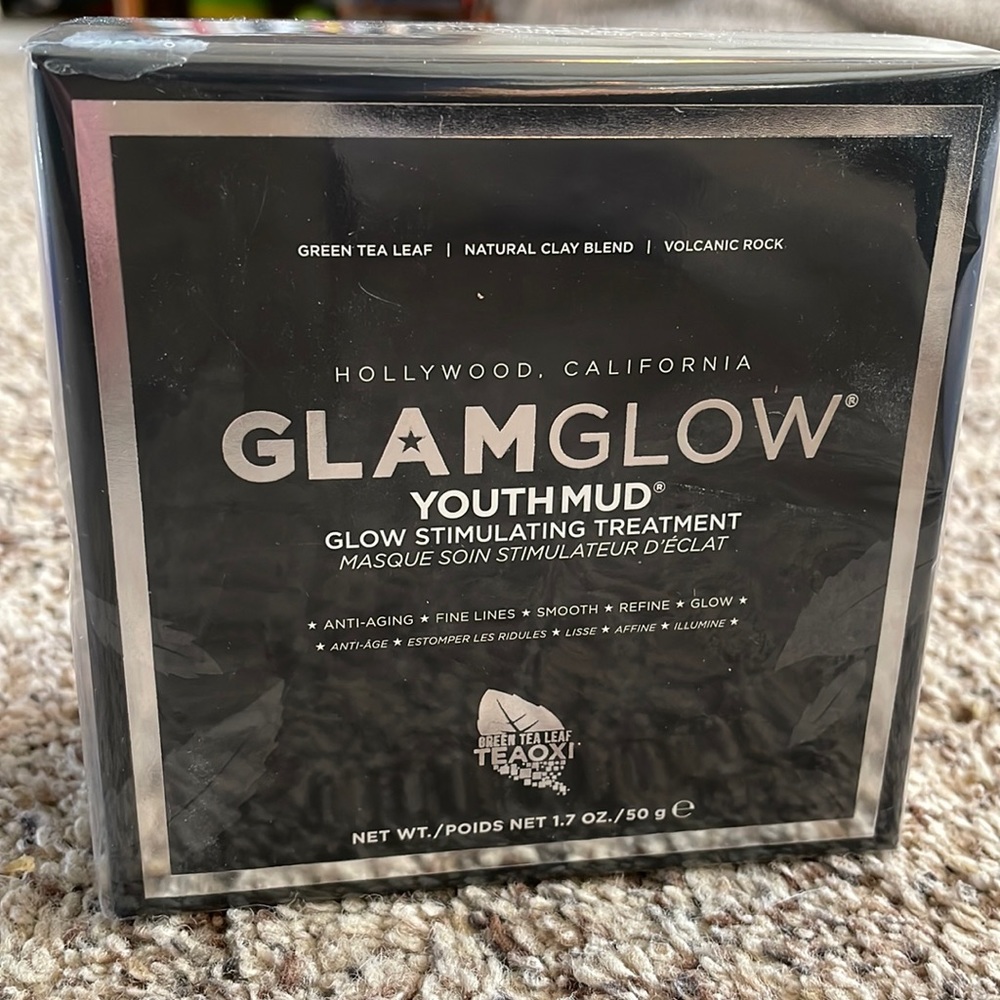 GREEN TEA LEAF | NATURAL CLAY BLEND | VOLCANIC ROCK
HOLLYWOOD, CALIFORNIA
GLAMGLOW®
YOUTHMUD®
GLOW STIMULATING TREATMENT
MASQUE SOIN STIMULATEUR D'ÉCLAT
★ ANTI-AGING ★ FINE LINES ★ SMOOTH ★ REFINE ★ GLOW ★
★ ANTI-ÂGE ★ ESTOMPER LES RIDULES ★ LISSE ★ AFFINE ★ ILLUMINE ★
GREEN TEA LEAF
TEAOXI
NET WT./POIDS NET 1.7 OZ./50 g ℮